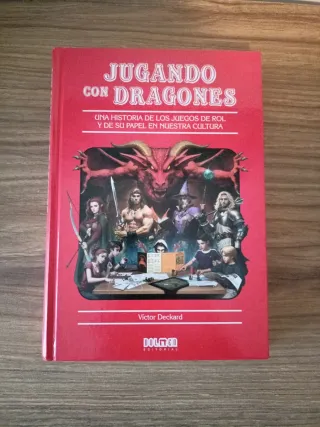 JUGANDO
CON DRAGONES
UNA HISTORIA DE LOS JUEGOS DE ROL
Y DE SU PAPEL EN NUESTRA CULTURA
Víctor Deckard
DOLMEN
EDITORIAL